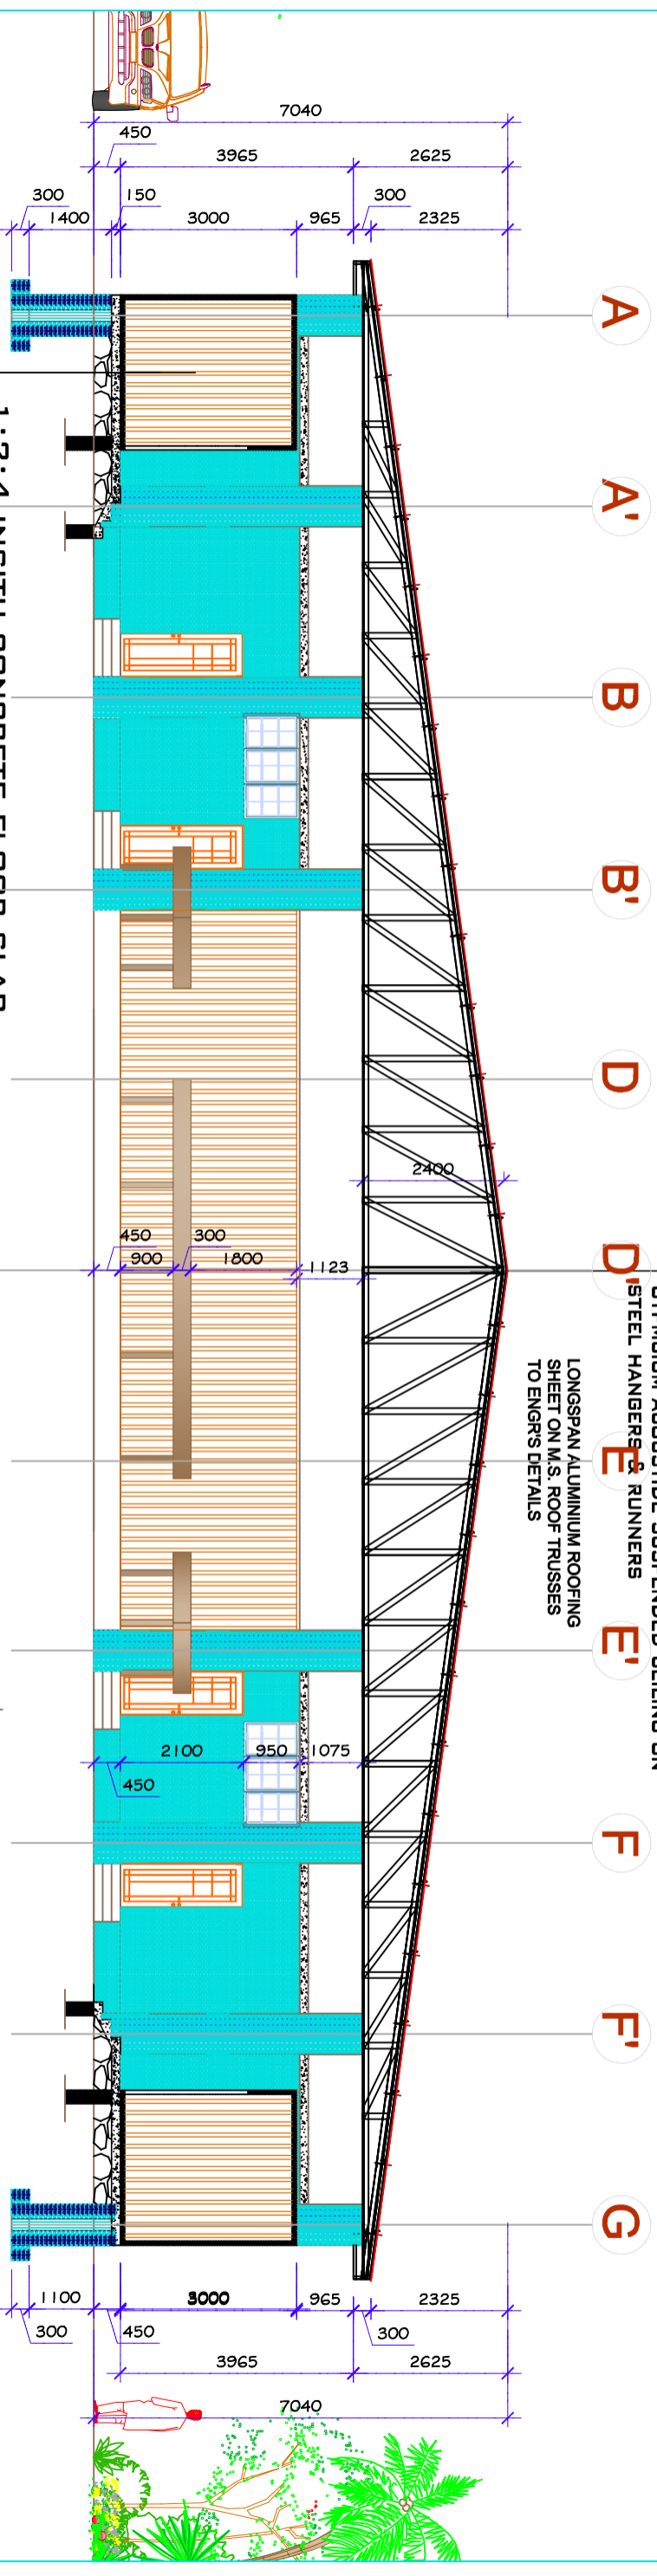 7040
450
3965 2625
300 150 300
1400 3000 965 2325
A
A'
B
B'
D
2400
450 300
900 1800 1123
D'
STEEL HANGERS & RUNNERS
LONGSPAN ALUMINIUM ROOFING
SHEET ON M.S. ROOF TRUSSES
TO ENGR'S DETAILS
E
E'
2100 950 1075
450
F
F'
G
1100 3000 965 2325
300 450 300
3965 2625
7040